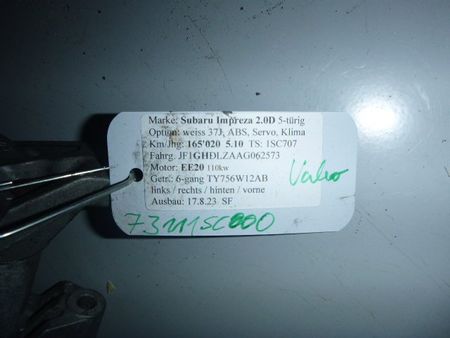 Marke: Subaru Impreza 2.0D 5-türig
Option: weiss 37J, ABS, Servo, Klima
Km/Jhg: 165'020 5.10 TS: 1SC707
Fahrg. JF1GHDLZAAG062573
Motor: EE20 110kw
Getr.: 6-gang TY756W12AB
links / rechts / hinten / vorne
Ausbau: 17.8.23 SF
Valeo
73111SC000